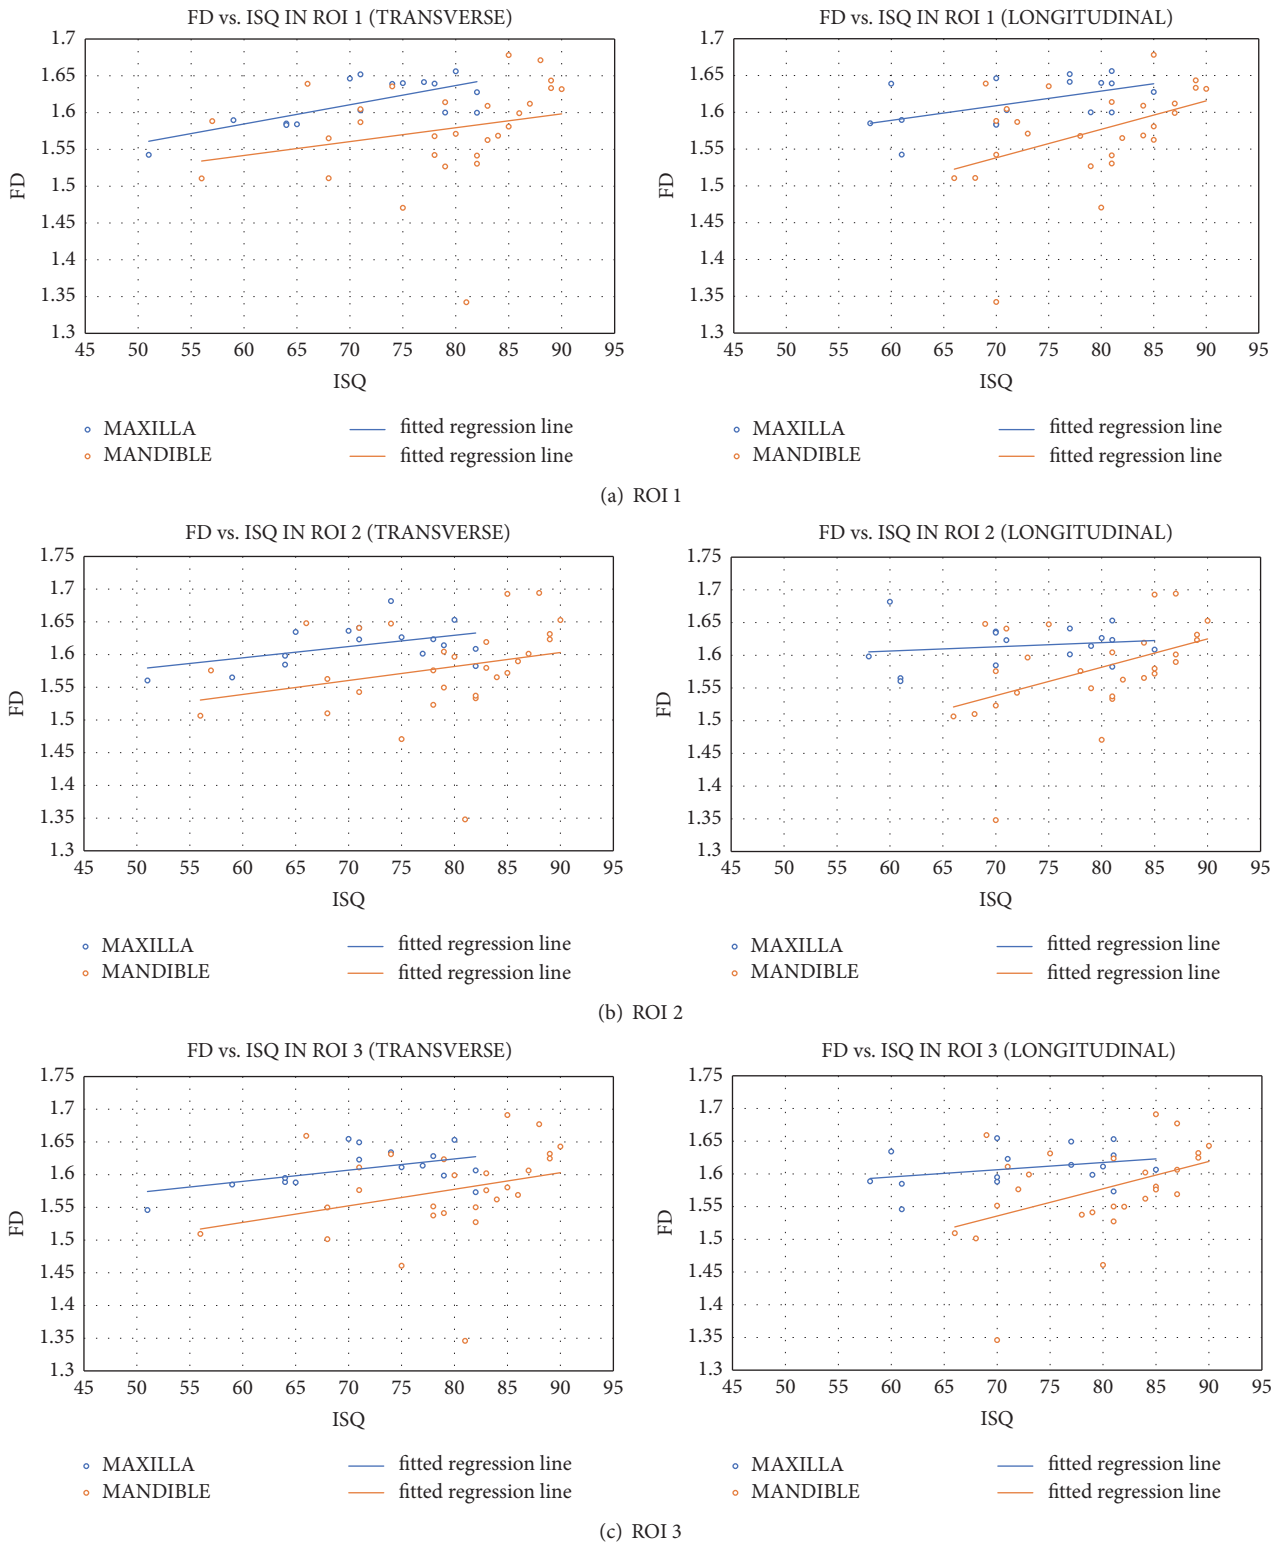 FD vs. ISQ IN ROI 1 (TRANSVERSE)
1.7
1.65
1.6
1.55
1.5
1.45
1.4
1.35
1.3
FD
45 50 55 60 65 70 75 80 85 90 95
ISQ
MAXILLA fitted regression line
MANDIBLE fitted regression line
FD vs. ISQ IN ROI 1 (LONGITUDINAL)
1.7
1.65
1.6
1.55
1.5
1.45
1.4
1.35
1.3
FD
45 50 55 60 65 70 75 80 85 90 95
ISQ
MAXILLA fitted regression line
MANDIBLE fitted regression line
(a) ROI 1
FD vs. ISQ IN ROI 2 (TRANSVERSE)
1.75
1.7
1.65
1.6
1.55
1.5
1.45
1.4
1.35
1.3
FD
45 50 55 60 65 70 75 80 85 90 95
ISQ
MAXILLA fitted regression line
MANDIBLE fitted regression line
FD vs. ISQ IN ROI 2 (LONGITUDINAL)
1.75
1.7
1.65
1.6
1.55
1.5
1.45
1.4
1.35
1.3
FD
45 50 55 60 65 70 75 80 85 90 95
ISQ
MAXILLA fitted regression line
MANDIBLE fitted regression line
(b) ROI 2
FD vs. ISQ IN ROI 3 (TRANSVERSE)
1.75
1.7
1.65
1.6
1.55
1.5
1.45
1.4
1.35
1.3
FD
45 50 55 60 65 70 75 80 85 90 95
ISQ
MAXILLA fitted regression line
MANDIBLE fitted regression line
FD vs. ISQ IN ROI 3 (LONGITUDINAL)
1.75
1.7
1.65
1.6
1.55
1.5
1.45
1.4
1.35
1.3
FD
45 50 55 60 65 70 75 80 85 90 95
ISQ
MAXILLA fitted regression line
MANDIBLE fitted regression line
(c) ROI 3